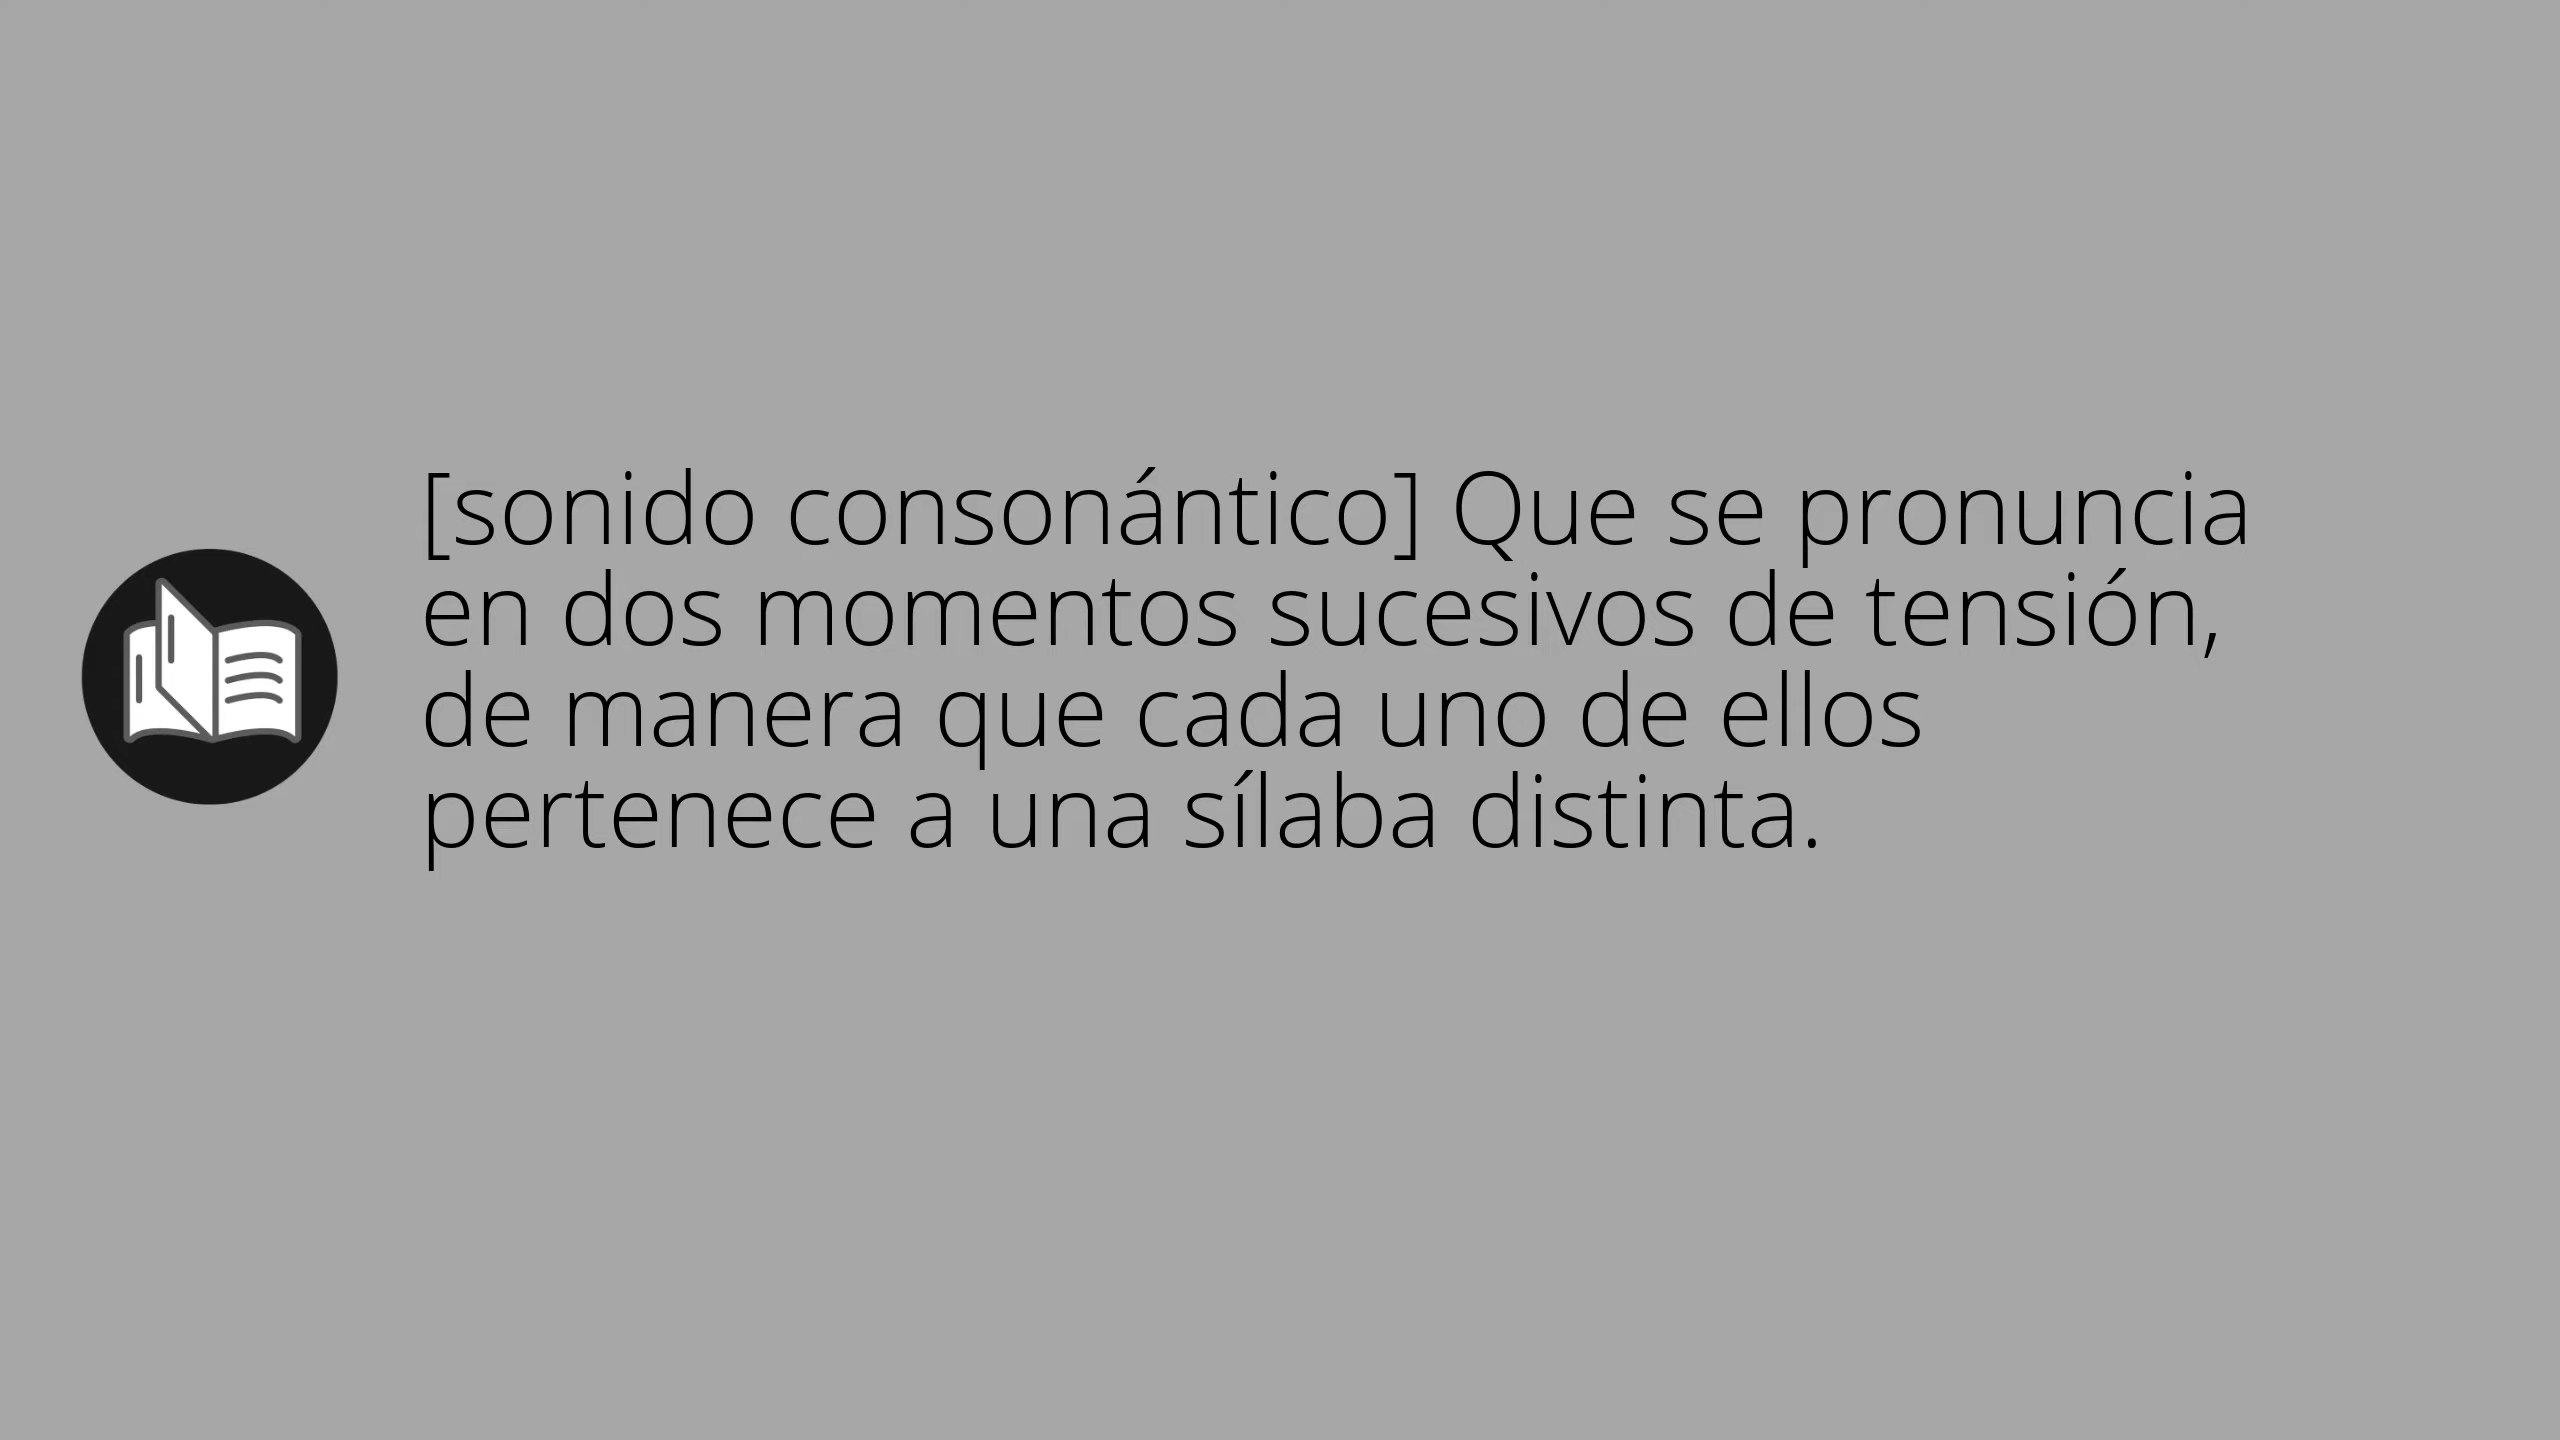 [sonido consonántico] Que se pronuncia
en dos momentos sucesivos de tensión,
de manera que cada uno de ellos
pertenece a una sílaba distinta.